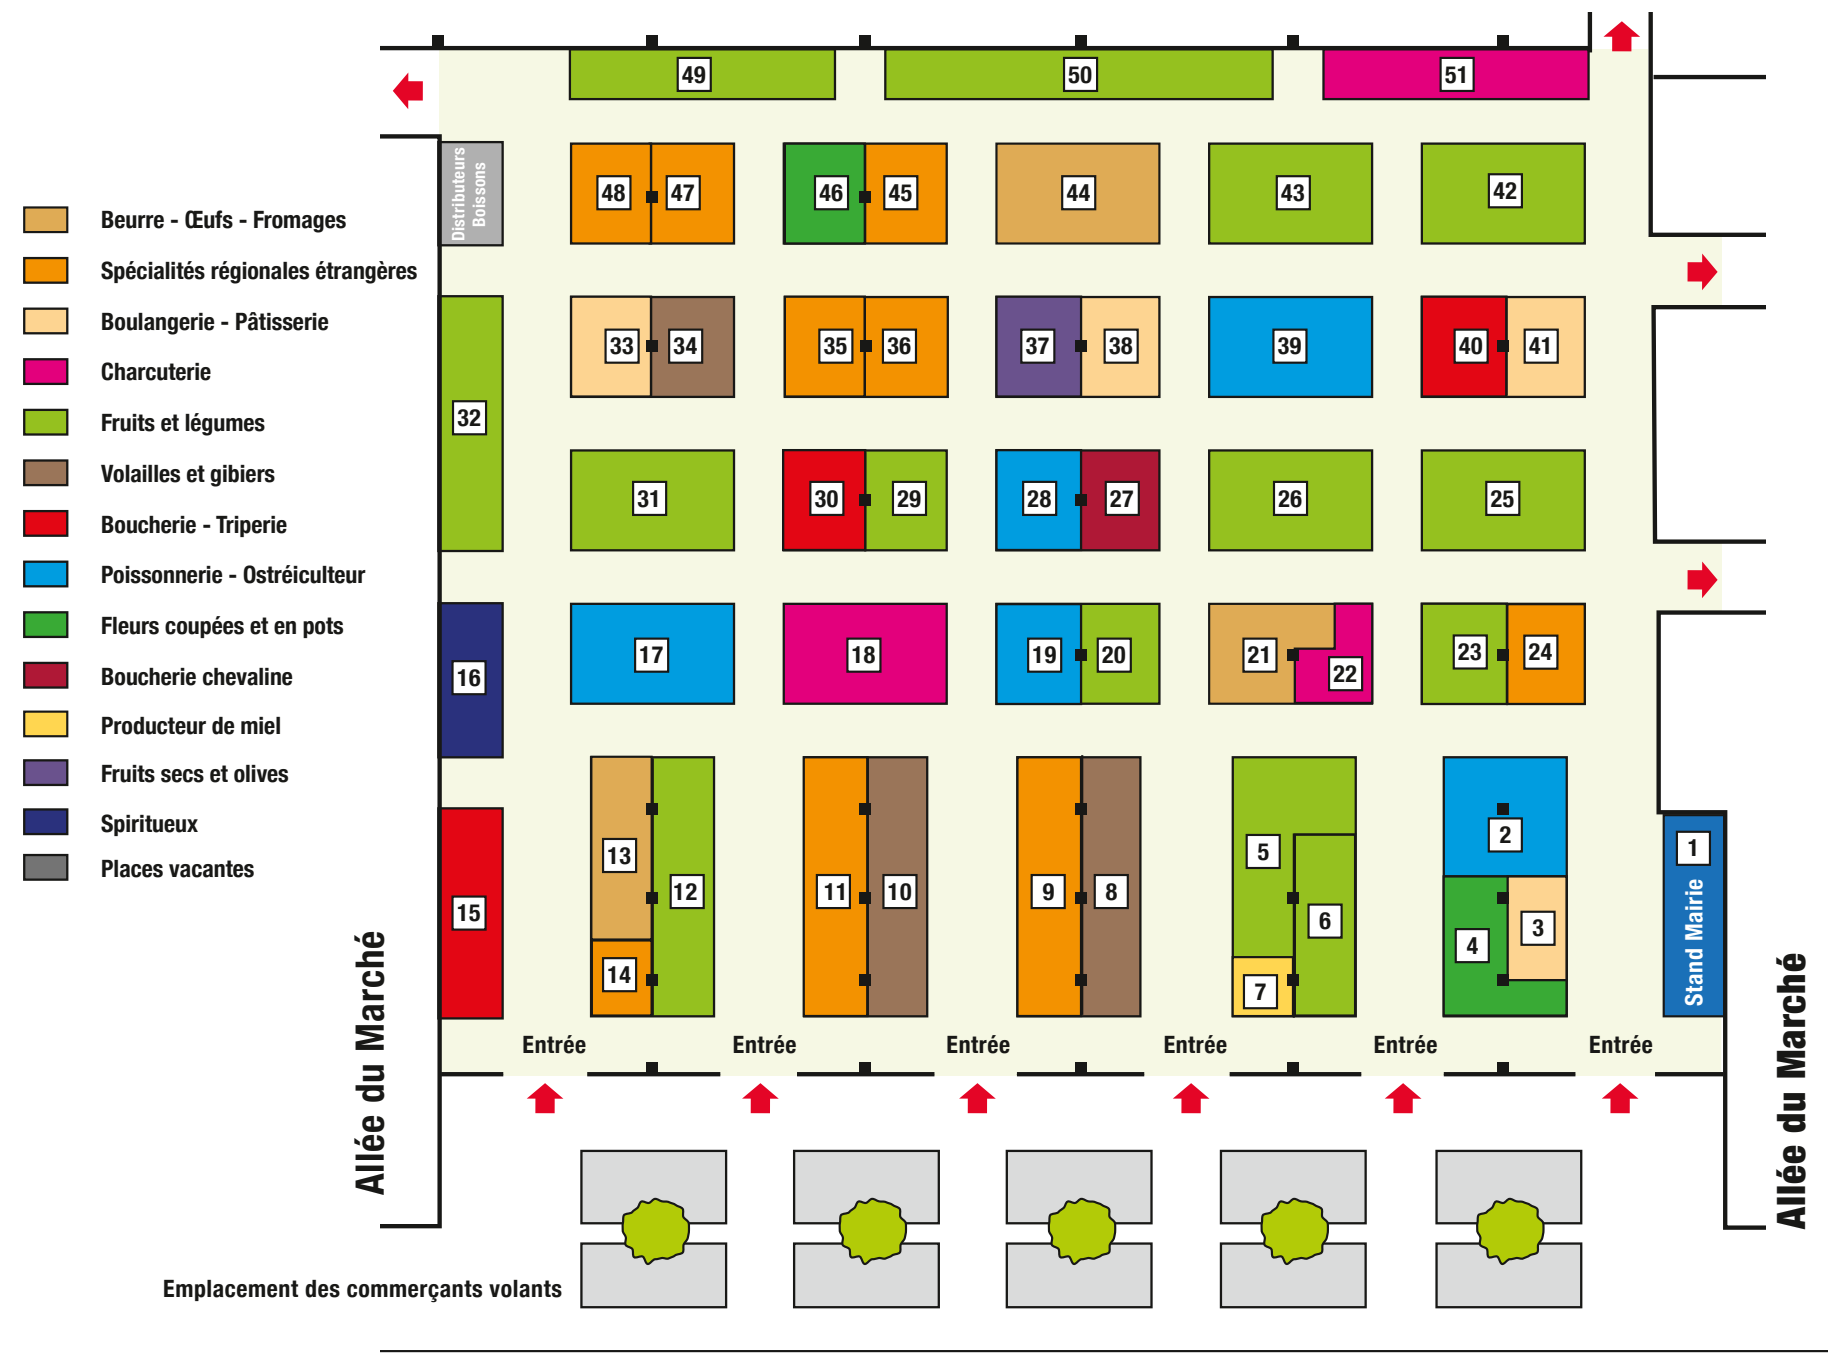 49
50
51
Distributeurs
Boissons
48
47
46
45
44
43
42
Beurre - Œufs - Fromages
Spécialités régionales étrangères
Boulangerie - Pâtisserie
Charcuterie
Fruits et légumes
Volailles et gibiers
Boucherie - Triperie
Poissonnerie - Ostréiculteur
Fleurs coupées et en pots
Boucherie chevaline
Producteur de miel
Fruits secs et olives
Spiritueux
Places vacantes
33
34
35
36
37
38
39
40
41
32
31
30
29
28
27
26
25
16
17
18
19
20
21
22
23
24
15
13
14
12
11
10
9
8
5
6
7
2
3
4
1
Stand Mairie
Allée du Marché
Allée du Marché
Entrée
Entrée
Entrée
Entrée
Entrée
Entrée
Emplacement des commerçants volants